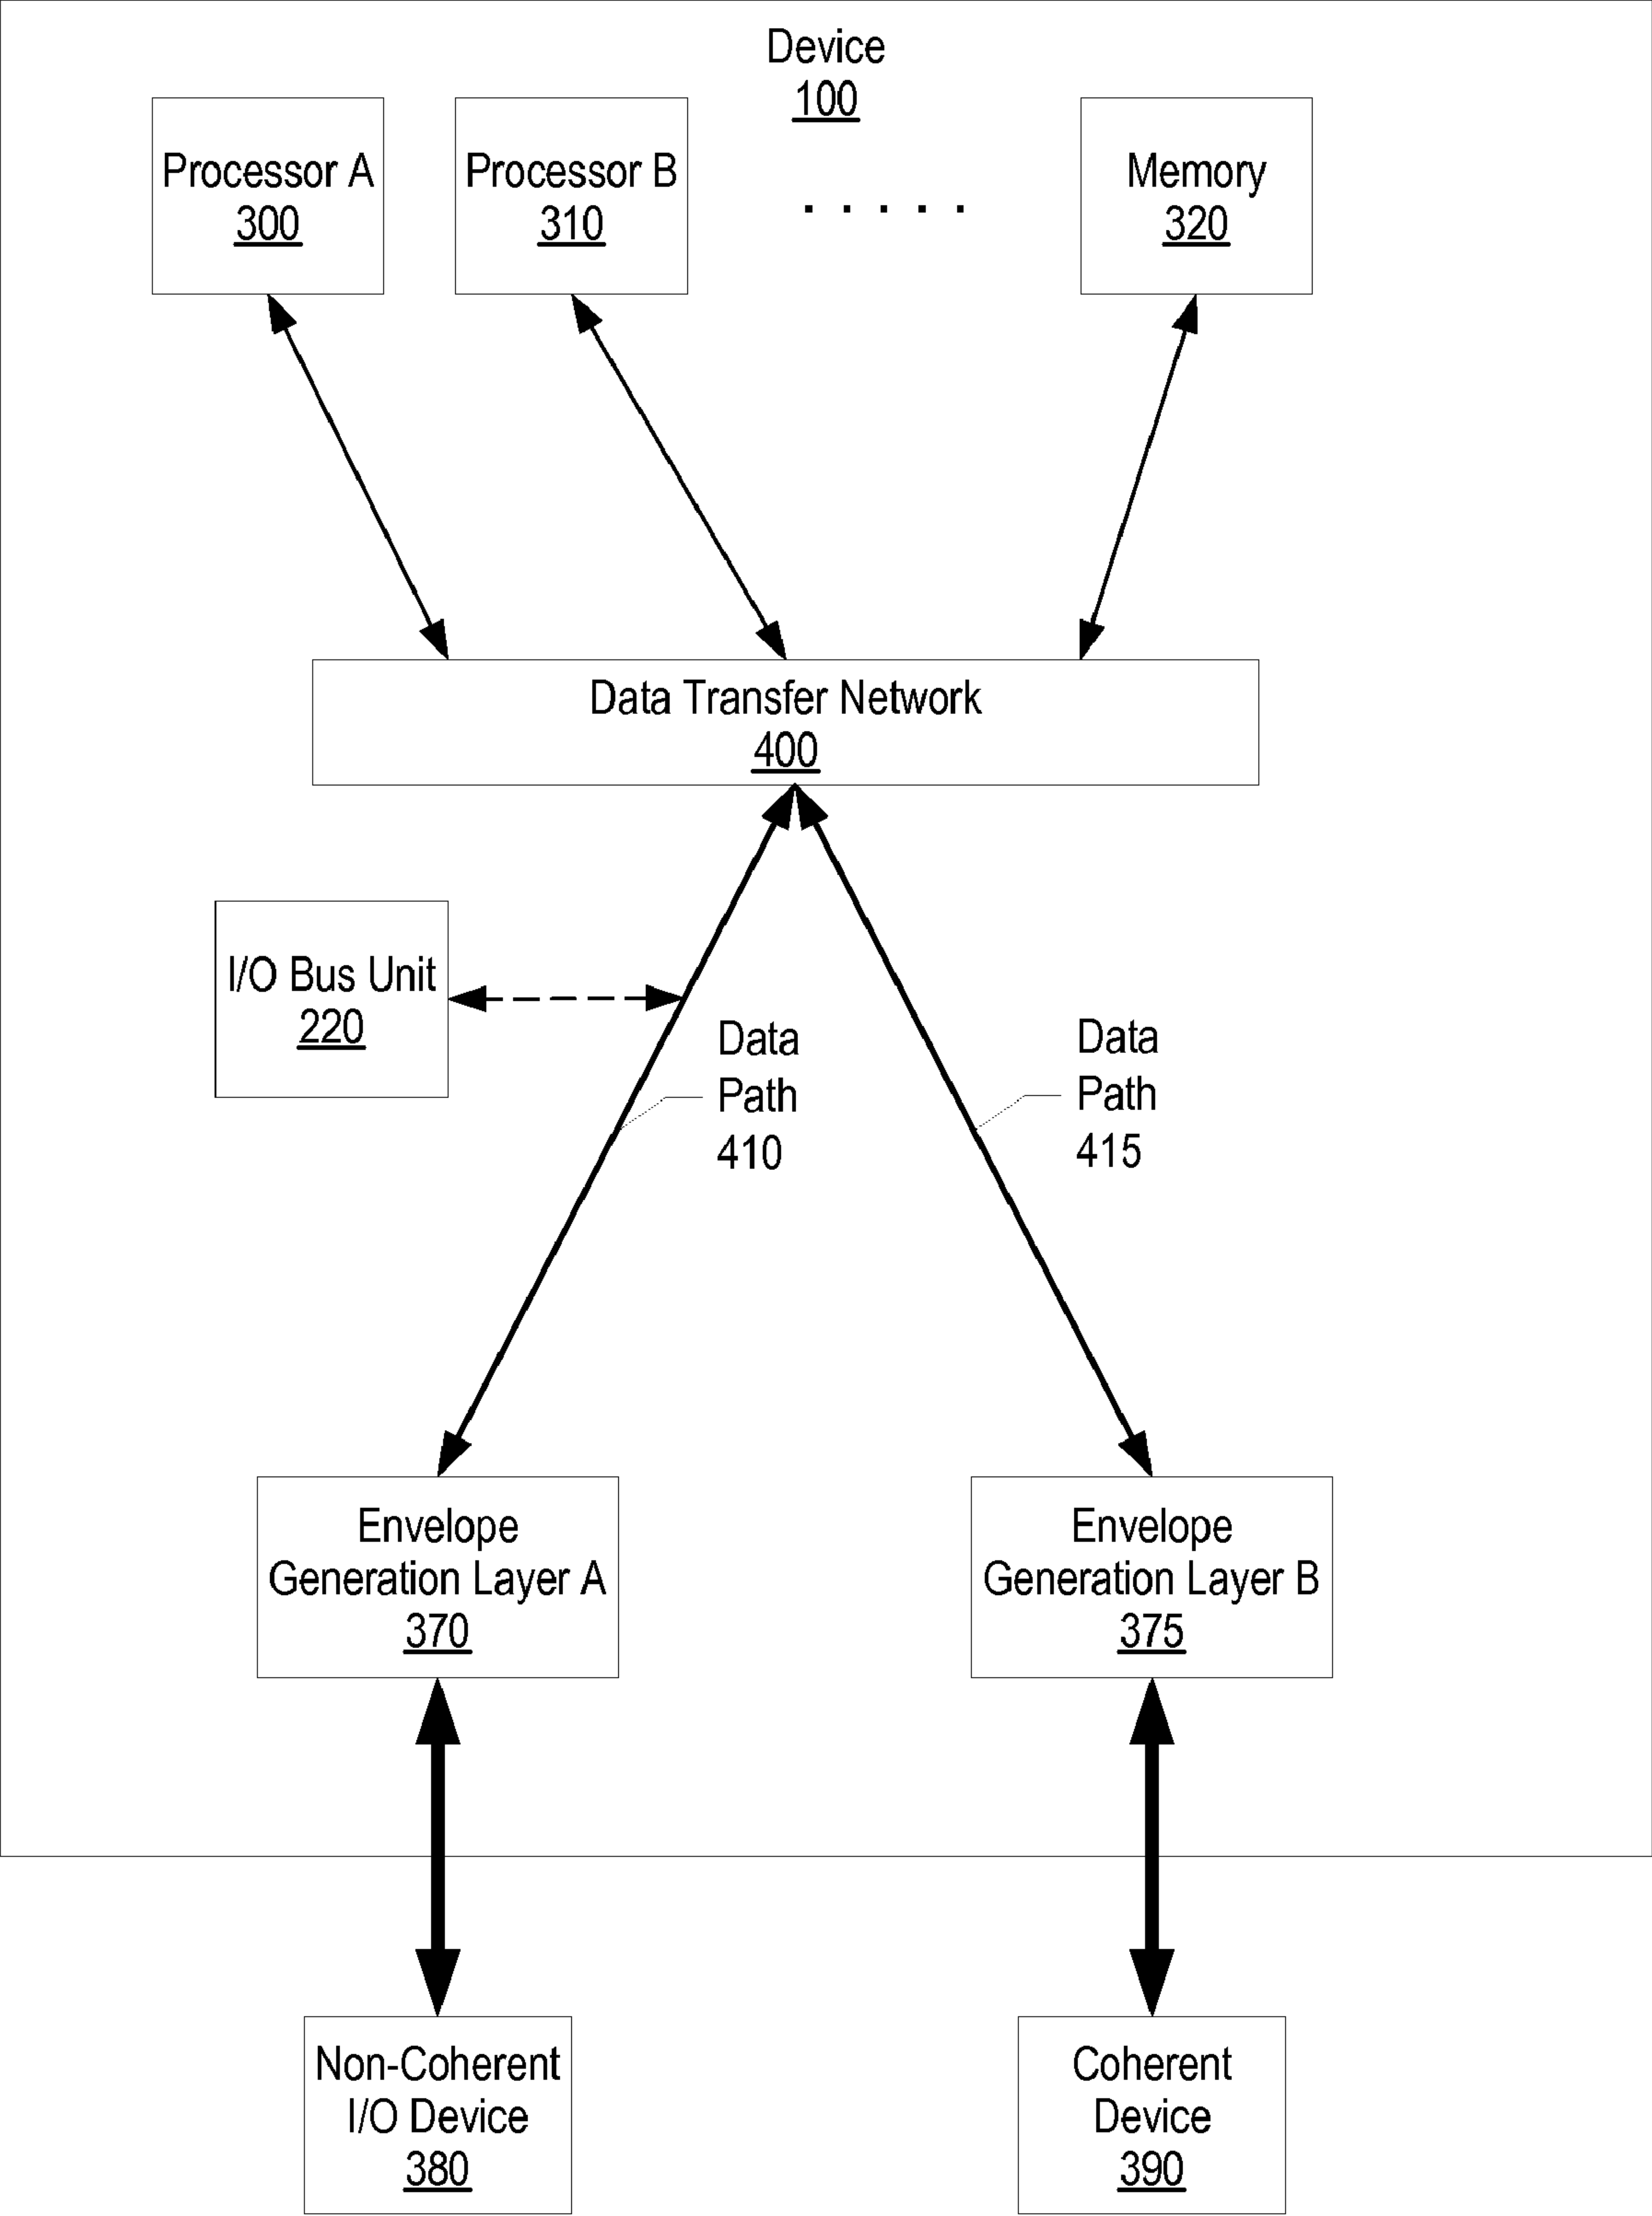 Device
100
Processor A
300
Processor B
310
. . . . .
Memory
320
Data Transfer Network
400
I/O Bus Unit
220
Data
Path
410
Data
Path
415
Envelope
Generation Layer A
370
Envelope
Generation Layer B
375
Non-Coherent
I/O Device
380
Coherent
Device
390